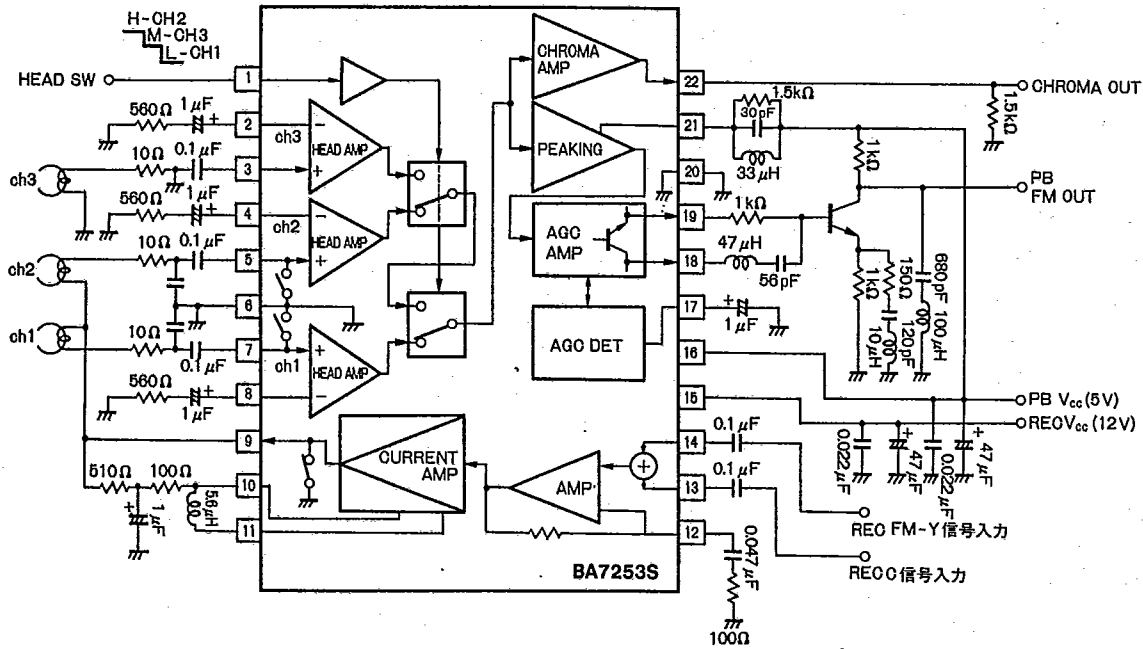 H-CH2
M-CH3
L-CH1
HEAD SW
1
2
3
4
5
6
7
8
9
10
11
560Ω
1μF
+
10Ω
0.1μF
ch3
560Ω
1μF
+
10Ω
0.1μF
ch2
ch1
10Ω
0.1μF
560Ω
1μF
+
510Ω
100Ω
1μF
+
56μH
ch3
HEAD AMP
−
+
ch2
HEAD AMP
−
+
ch1
HEAD AMP
+
−
CURRENT AMP
AMP
+
CHROMA AMP
PEAKING
AGC AMP
AGC DET
BA7253S
22
21
20
19
18
17
16
15
14
13
12
1.5kΩ
30pF
33μH
1kΩ
47μH
56pF
+
1μF
1kΩ
1kΩ
150Ω
120pF
10μH
680pF
100μH
1.5kΩ
CHROMA OUT
PB
FM OUT
PB Vcc (5V)
REC Vcc (12V)
0.022μF
+
47μF
0.022μF
+
47μF
0.1μF
0.1μF
REC FM-Y 信号入力
REC C 信号入力
0.047μF
100Ω